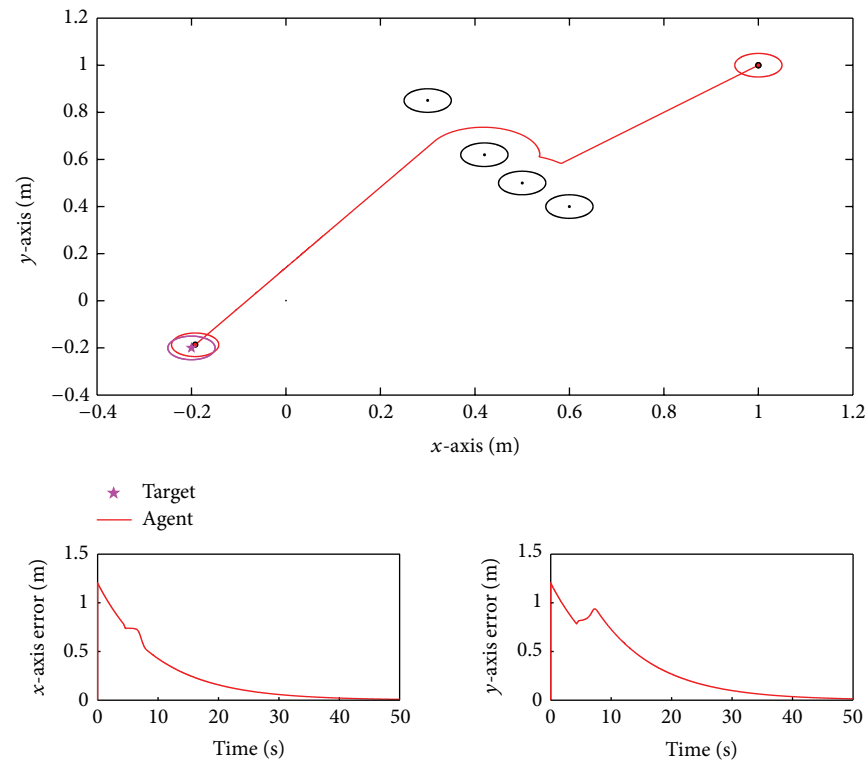 1.2
1
0.8
0.6
0.4
0.2
0
−0.2
−0.4
y-axis (m)
−0.4 −0.2 0 0.2 0.4 0.6 0.8 1 1.2
x-axis (m)
Target
Agent
1.5
1
0.5
0
x-axis error (m)
0 10 20 30 40 50
Time (s)
1.5
1
0.5
0
y-axis error (m)
0 10 20 30 40 50
Time (s)